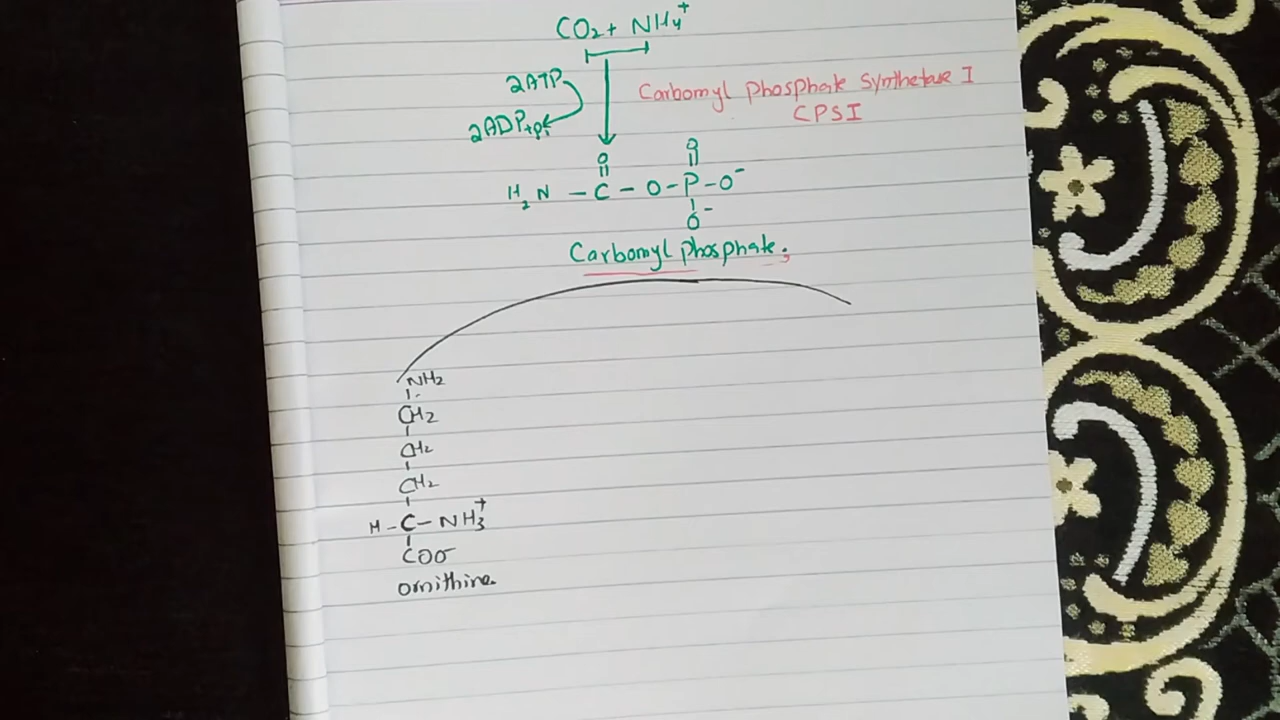 CO2 + NH4+
2ATP
Carbomyl phosphate synthetase I
CPSI
2ADP+Pi
O O
H2N - C - O - P - O-
O-
Carbomyl phosphate;
NH2
CH2
CH2
CH2
H - C - NH3+
COO-
ornithine